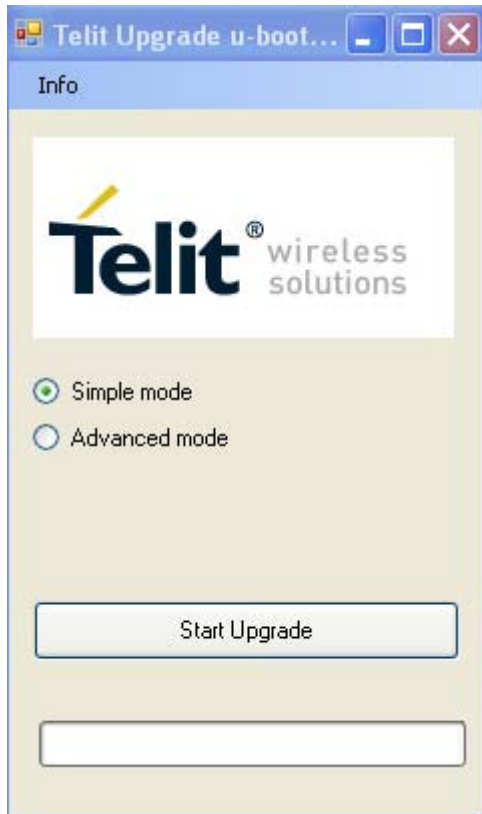 Telit Upgrade u-boot...
Info
Telit® wireless
solutions
Simple mode
Advanced mode
Start Upgrade